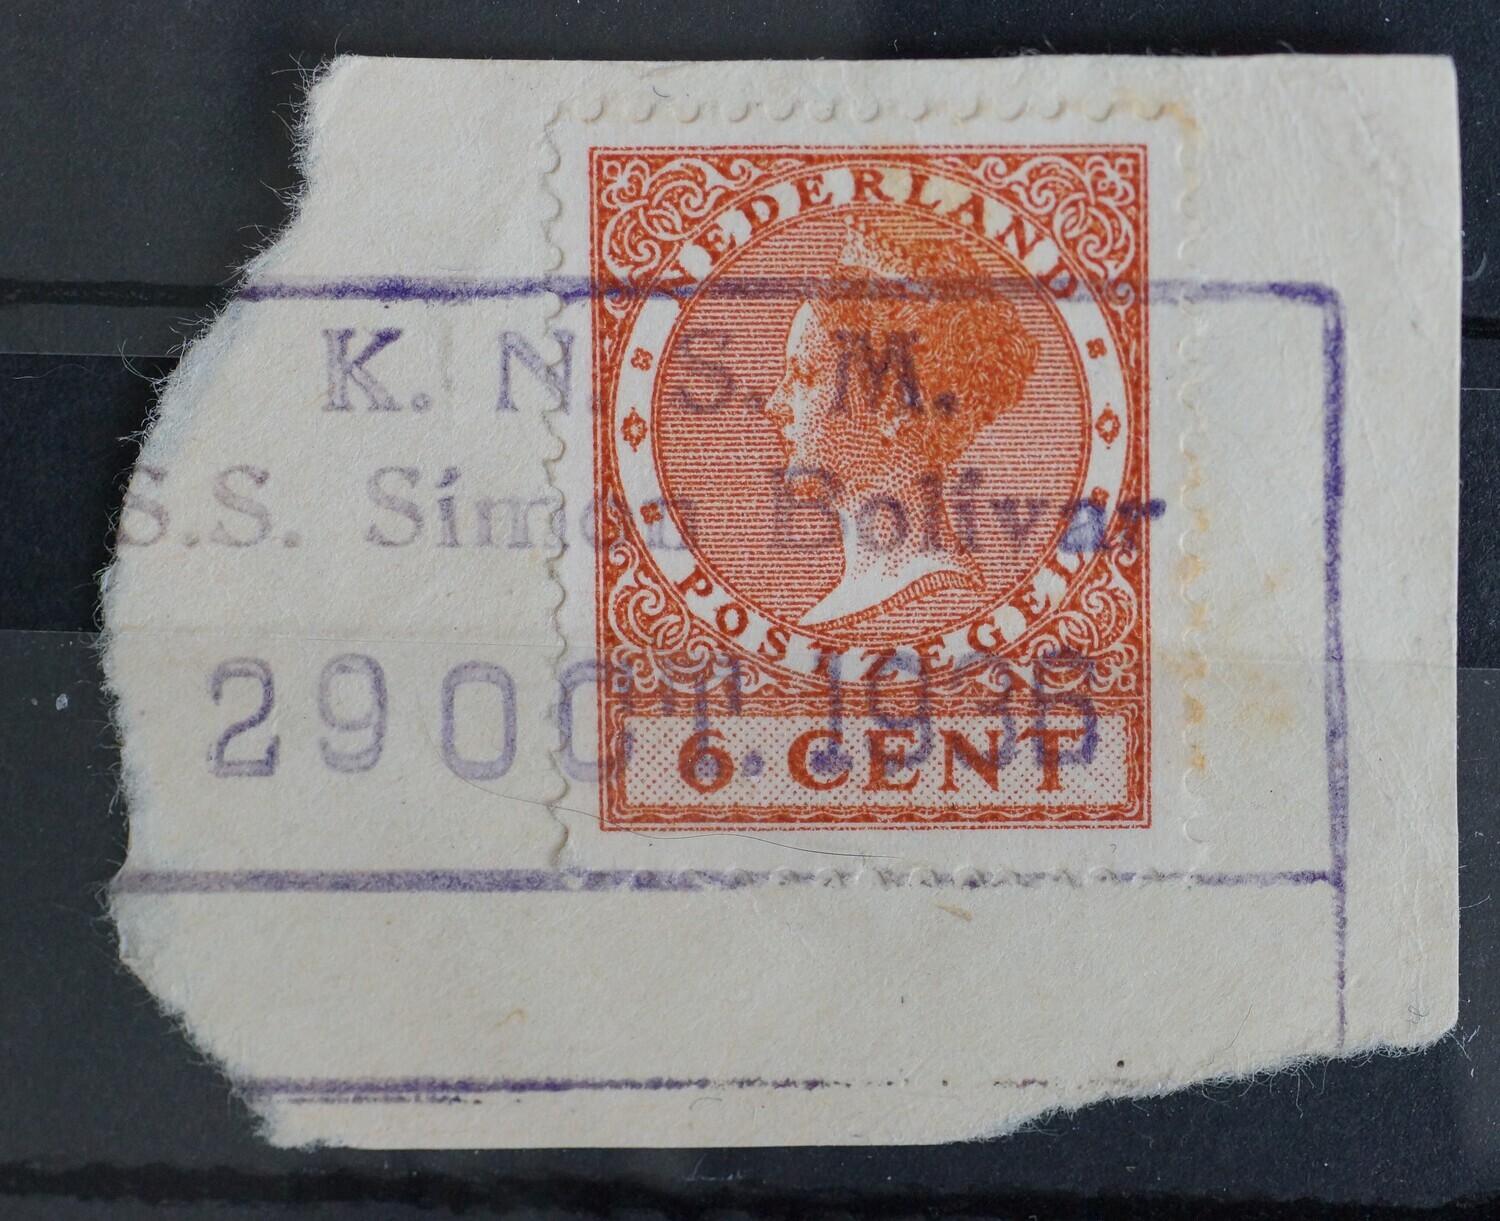 NEDERLAND
K. N. S. M.
S.S. Simon Bolivar
POSTZEGEL
29 OCT. 1935
6 CENT